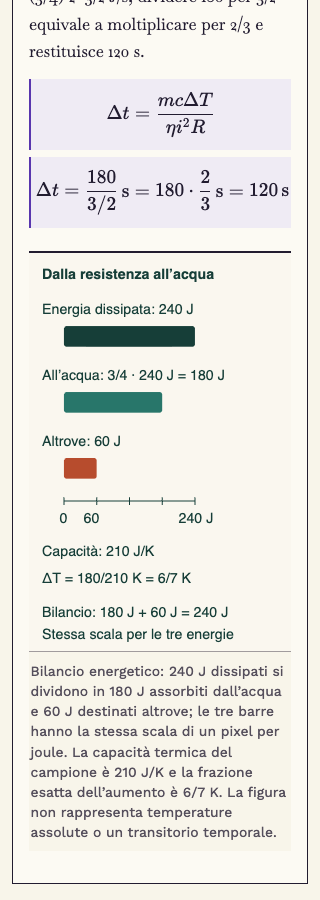 equivale a moltiplicare per 2/3 e
restituisce 120 s.
Δt = mcΔT / ηi²R
Δt = 180 / 3/2 s = 180 · 2/3 s = 120 s
Dalla resistenza all’acqua
Energia dissipata: 240 J
All’acqua: 3/4 · 240 J = 180 J
Altrove: 60 J
0 60 240 J
Capacità: 210 J/K
ΔT = 180/210 K = 6/7 K
Bilancio: 180 J + 60 J = 240 J
Stessa scala per le tre energie
Bilancio energetico: 240 J dissipati si
dividono in 180 J assorbiti dall’acqua
e 60 J destinati altrove; le tre barre
hanno la stessa scala di un pixel per
joule. La capacità termica del
campione è 210 J/K e la frazione
esatta dell’aumento è 6/7 K. La figura
non rappresenta temperature
assolute o un transitorio temporale.